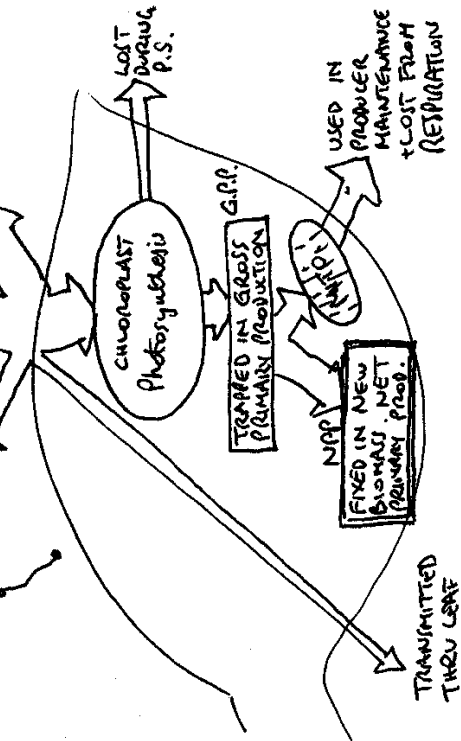 LOST
DURING
P.S.
CHLOROPLAST
Photosynthesis
G.P.P.
TRAPPED IN GROSS
PRIMARY PRODUCTION
USED IN
PRODUCER
MAINTENANCE
+LOST FROM
RESPIRATION
NPP
FIXED IN NEW
BIOMASS. NET
PRIMARY PROD.
TRANSMITTED
THRU LEAF